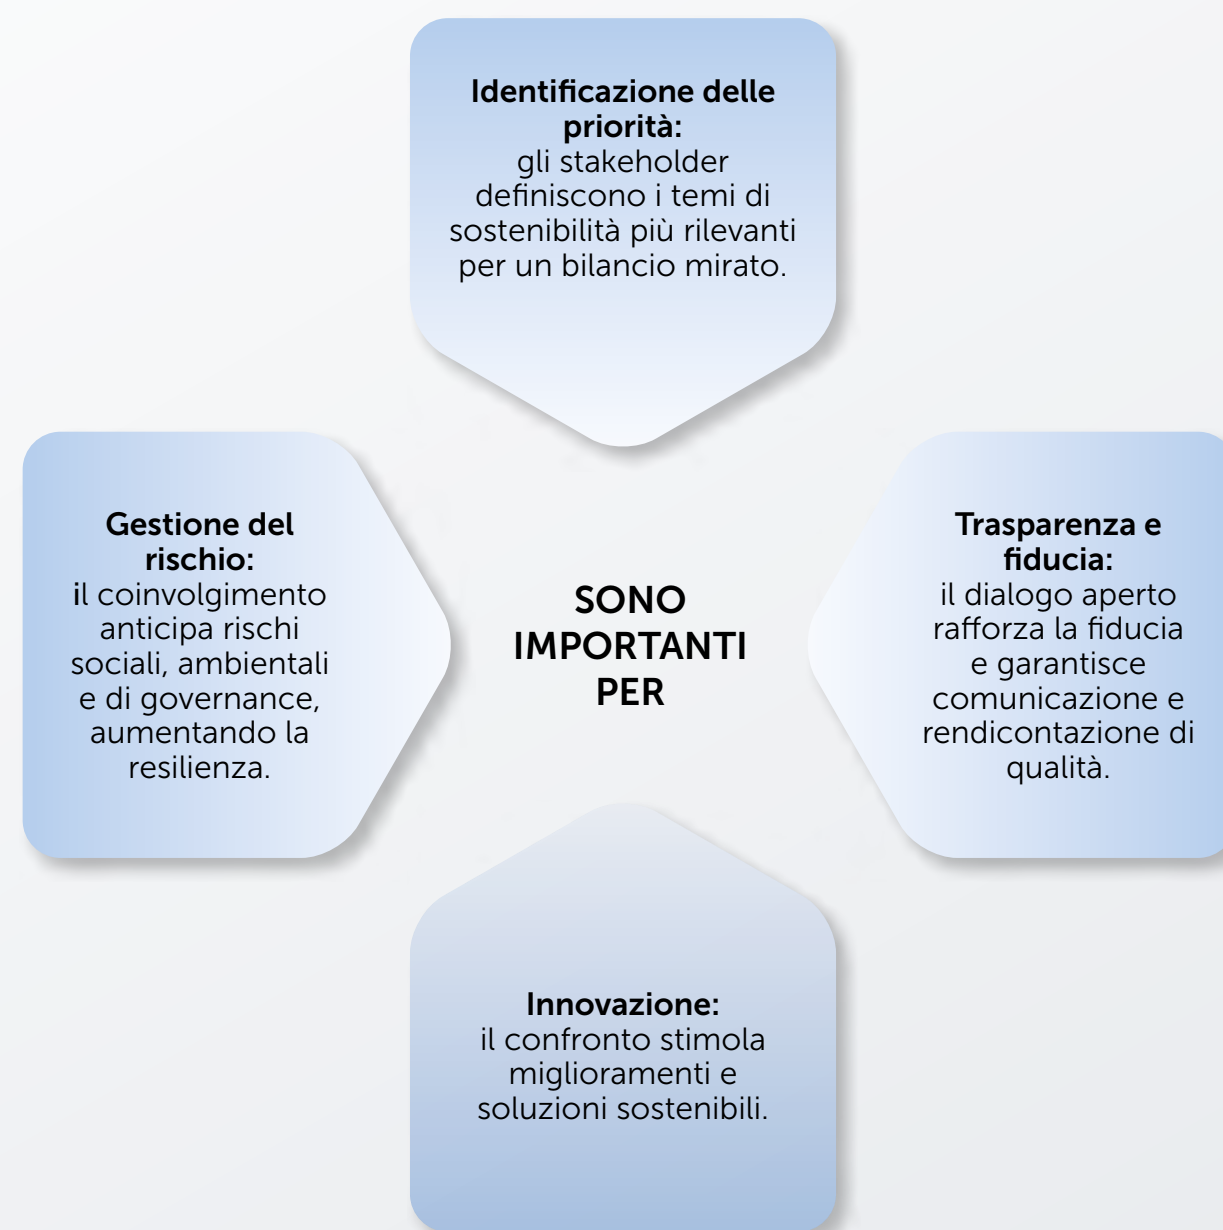 Identificazione delle
priorità:
gli stakeholder
definiscono i temi di
sostenibilità più rilevanti
per un bilancio mirato.
Gestione del
rischio:
il coinvolgimento
anticipa rischi
sociali, ambientali
e di governance,
aumentando la
resilienza.
SONO
IMPORTANTI
PER
Trasparenza e
fiducia:
il dialogo aperto
rafforza la fiducia
e garantisce
comunicazione e
rendicontazione di
qualità.
Innovazione:
il confronto stimola
miglioramenti e
soluzioni sostenibili.